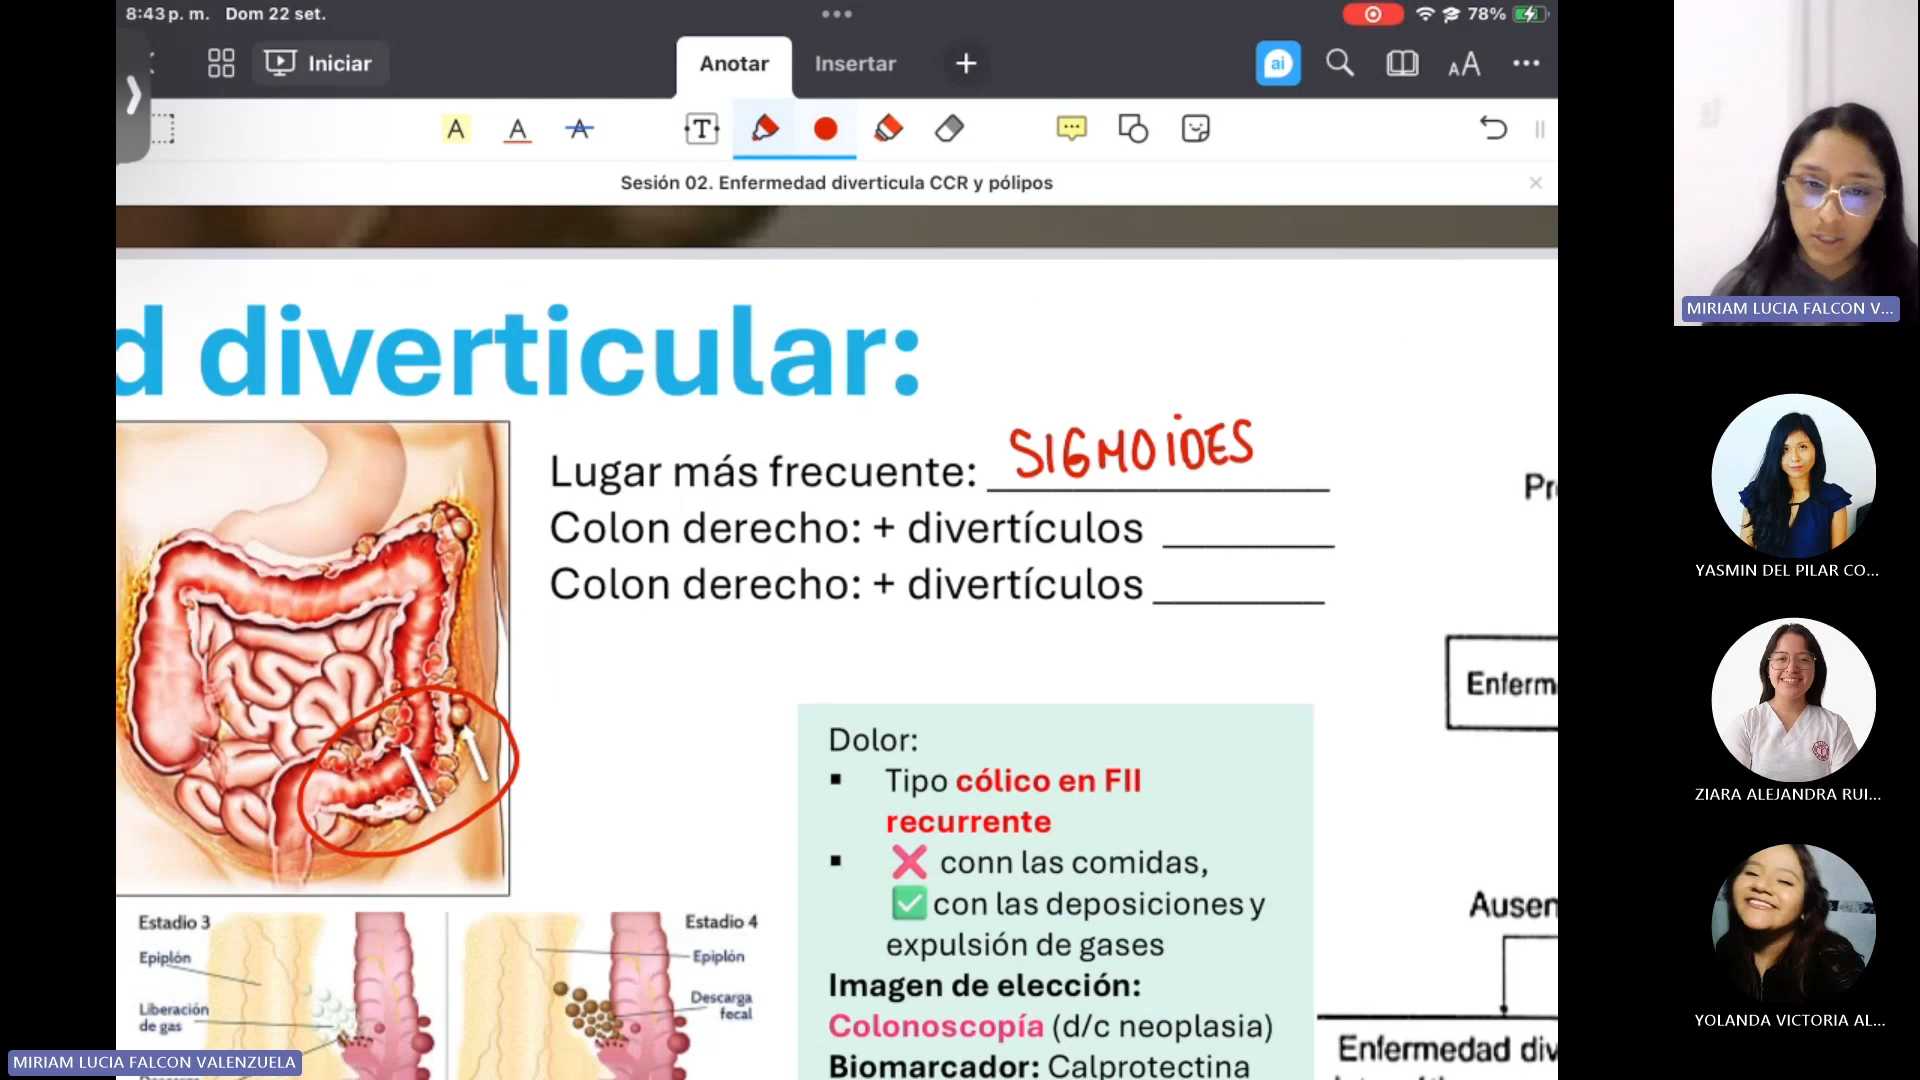 8:43 p. m. Dom 22 set.
78%
Iniciar
Anotar
Insertar
ai
Sesión 02. Enfermedad diverticula CCR y pólipos
d diverticular:
Lugar más frecuente: SIGMOIDES
Colon derecho: + divertículos
Colon derecho: + divertículos
Dolor:
Tipo cólico en FII
recurrente
conn las comidas,
con las deposiciones y
expulsión de gases
Imagen de elección:
Colonoscopía (d/c neoplasia)
Biomarcador: Calprotectina
Estadio 3
Epiplón
Liberación
de gas
Estadio 4
Epiplón
Descarga
fecal
Pr
Enferm
Ausen
Enfermedad div
MIRIAM LUCIA FALCON V...
YASMIN DEL PILAR CO...
ZIARA ALEJANDRA RUI...
YOLANDA VICTORIA AL...
MIRIAM LUCIA FALCON VALENZUELA